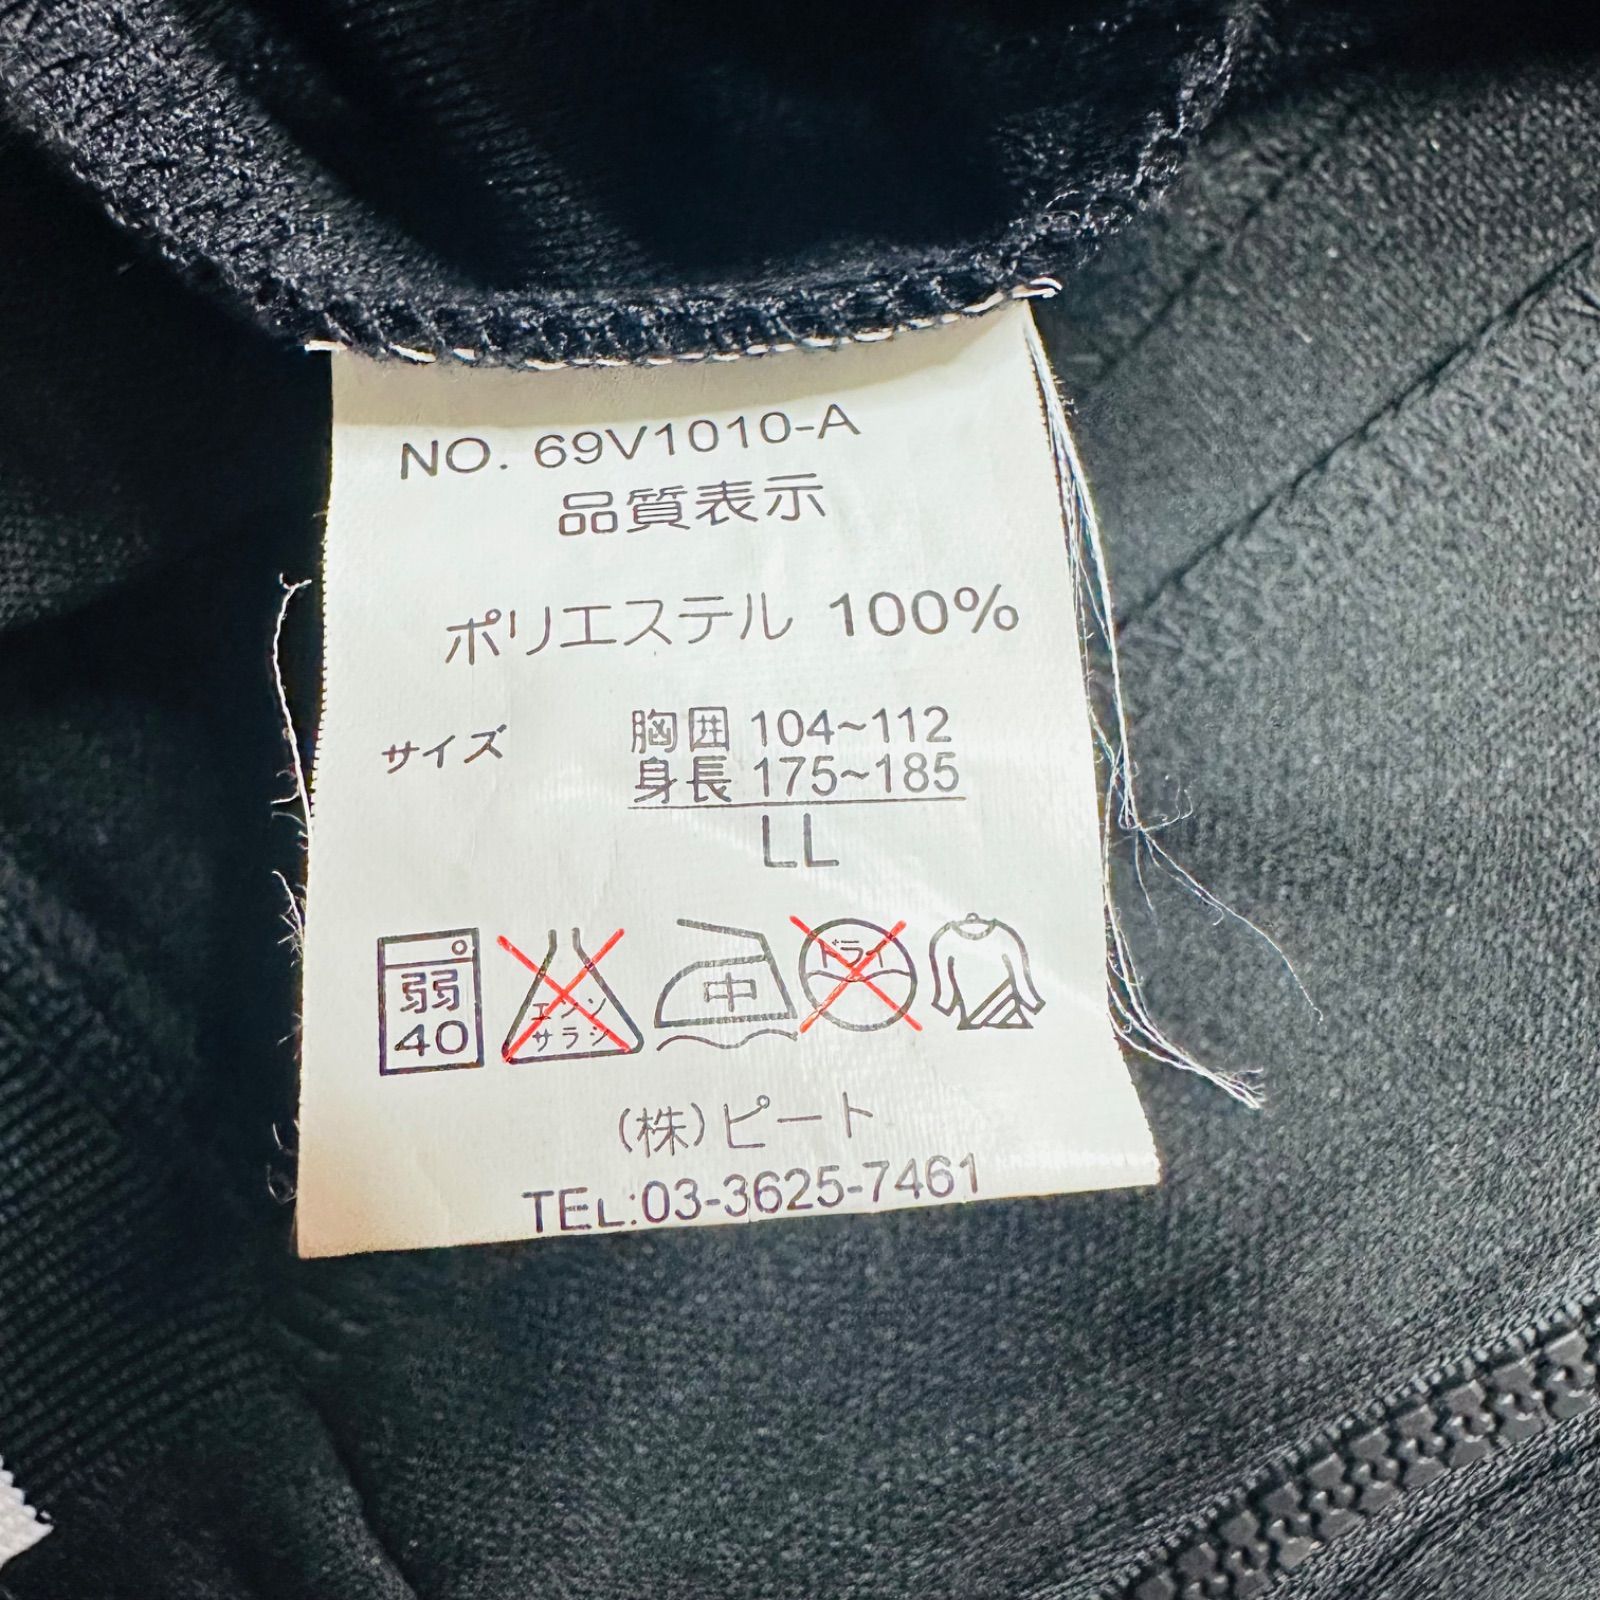 NO. 69V1010-A
品質表示
ポリエステル 100%
サイズ 胸囲 104~112
身長 175~185
LL
弱
40
エンソ
サラシ
中
ドライ
(株)ピート
TEL:03-3625-7461